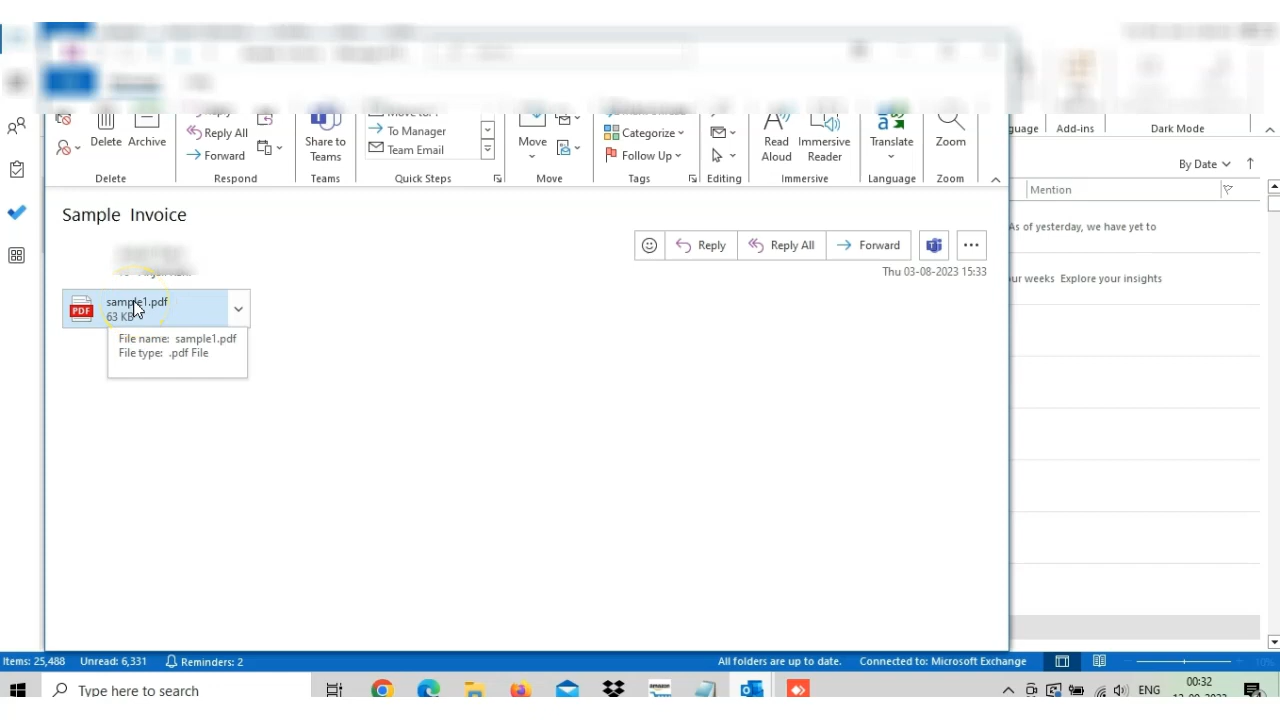 Delete
Archive
Delete
Reply All
Forward
Respond
Share to
Teams
Teams
To Manager
Team Email
Quick Steps
Move
Move
Categorize
Follow Up
Tags
Editing
Read
Aloud
Immersive
Reader
Immersive
Translate
Language
Zoom
Zoom
Add-ins
Dark Mode
By Date
Mention
As of yesterday, we have yet to
our weeks Explore your insights
Sample Invoice
Reply
Reply All
Forward
Thu 03-08-2023 15:33
PDF
sample1.pdf
63 KB
File name: sample1.pdf
File type: .pdf File
Items: 25,488
Unread: 6,331
Reminders: 2
All folders are up to date.
Connected to: Microsoft Exchange
Type here to search
ENG
00:32